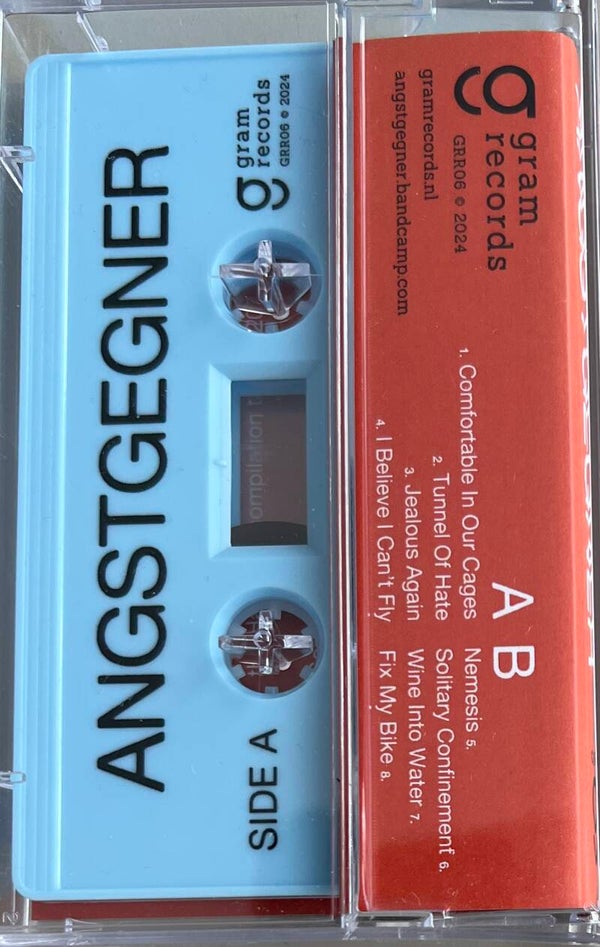 ANGSTGEGNER
gram
records
GRR06 © 2024
SIDE A
ompilation t
gram
records
GRR06 © 2024
gramrecords.nl
angstgegner.bandcamp.com
A B
1. Comfortable In Our Cages
2. Tunnel Of Hate
3. Jealous Again
4. I Believe I Can't Fly
Nemesis 5.
Solitary Confinement 6.
Wine Into Water 7.
Fix My Bike 8.